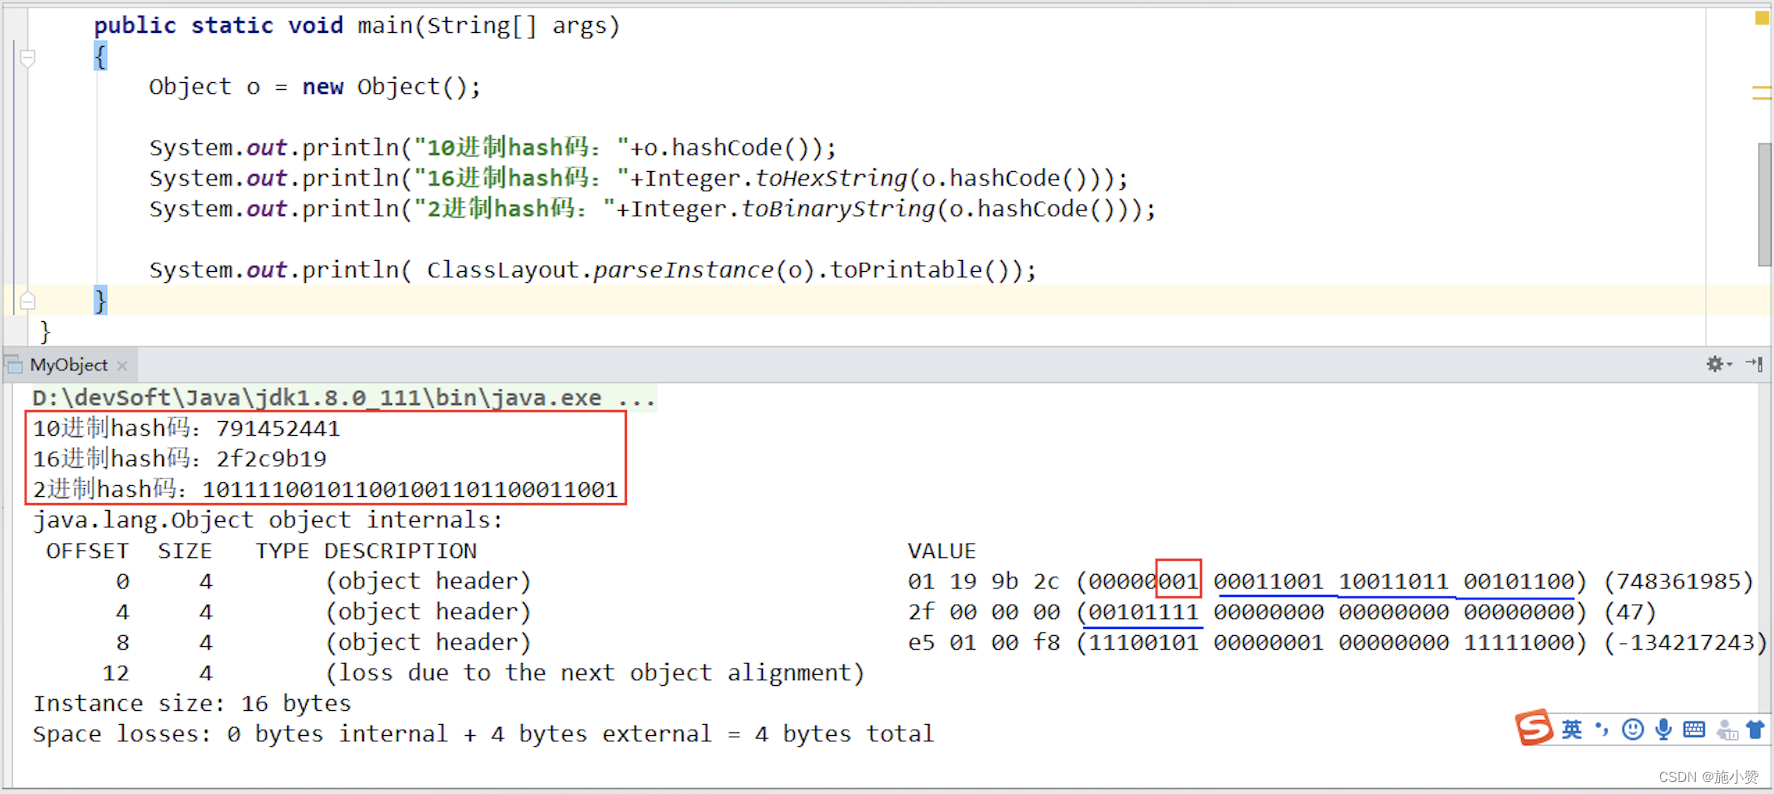 public static void main(String[] args)
{
Object o = new Object();
System.out.println("10进制hash码："+o.hashCode());
System.out.println("16进制hash码："+Integer.toHexString(o.hashCode()));
System.out.println("2进制hash码："+Integer.toBinaryString(o.hashCode()));
System.out.println( ClassLayout.parseInstance(o).toPrintable());
}
}
MyObject
D:\devSoft\Java\jdk1.8.0_111\bin\java.exe ...
10进制hash码：791452441
16进制hash码：2f2c9b19
2进制hash码：101111001011001001101100011001
java.lang.Object object internals:
OFFSET SIZE TYPE DESCRIPTION VALUE
0 4 (object header) 01 19 9b 2c (00000001 00011001 10011011 00101100) (748361985)
4 4 (object header) 2f 00 00 00 (00101111 00000000 00000000 00000000) (47)
8 4 (object header) e5 01 00 f8 (11100101 00000001 00000000 11111000) (-134217243)
12 4 (loss due to the next object alignment)
Instance size: 16 bytes
Space losses: 0 bytes internal + 4 bytes external = 4 bytes total
S 英
CSDN @施小赞